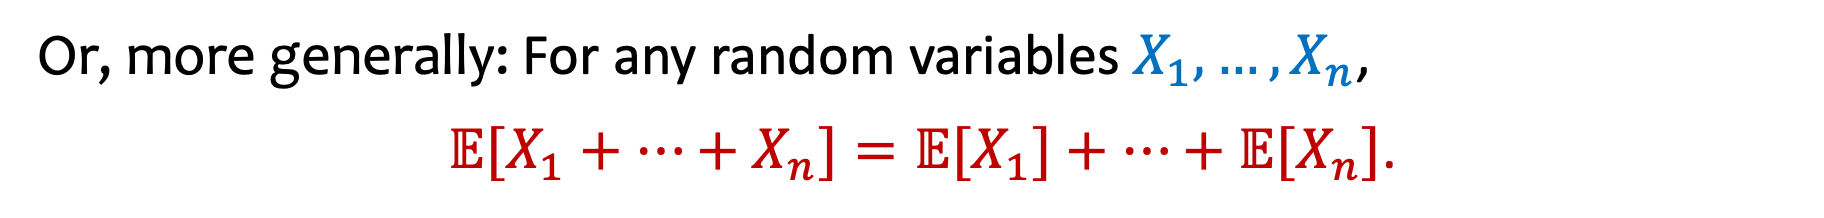 Or, more generally: For any random variables X₁, … , Xₙ,
𝔼[X₁ + ⋯ + Xₙ] = 𝔼[X₁] + ⋯ + 𝔼[Xₙ].